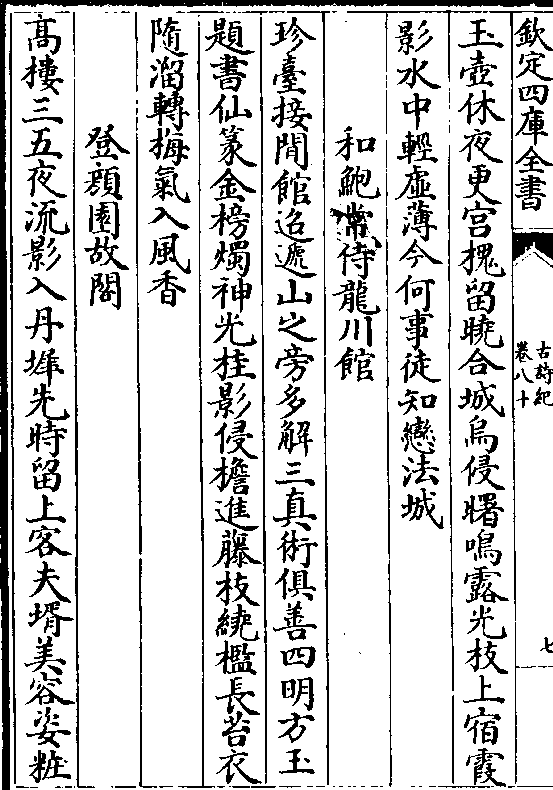 欽定四庫全書
古詩紀
卷八十
七
玉壺休夜更宮槐留曉合城烏侵曙鳴露光枝上宿霞
影水中輕虛薄今何事徒知戀法城
和鮑常侍龍川館
珍臺接閒館迢遞山之旁多解三真術俱善四明方玉
題書仙篆金榜燭神光桂影侵檐進藤枝繞檻長苔衣
隨溜轉梅氣入風香
登顔園故閣
高樓三五夜流影入丹墀先時留上客夫壻美容姿粧